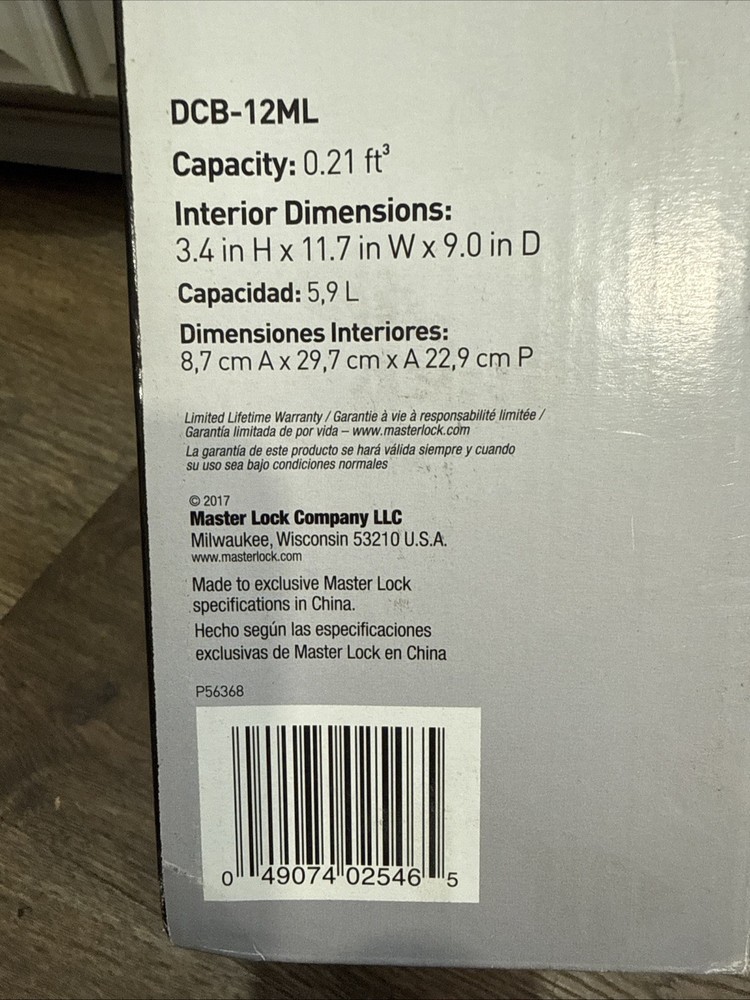 DCB-12ML
Capacity: 0.21 ft³
Interior Dimensions:
3.4 in H x 11.7 in W x 9.0 in D
Capacidad: 5,9 L
Dimensiones Interiores:
8,7 cm A x 29,7 cm x A 22,9 cm P
Limited Lifetime Warranty / Garantie à vie à responsabilité limitée /
Garantía limitada de por vida – www.masterlock.com
La garantía de este producto se hará válida siempre y cuando
su uso sea bajo condiciones normales
© 2017
Master Lock Company LLC
Milwaukee, Wisconsin 53210 U.S.A.
www.masterlock.com
Made to exclusive Master Lock
specifications in China.
Hecho según las especificaciones
exclusivas de Master Lock en China
P56368
0 49074 02546 5